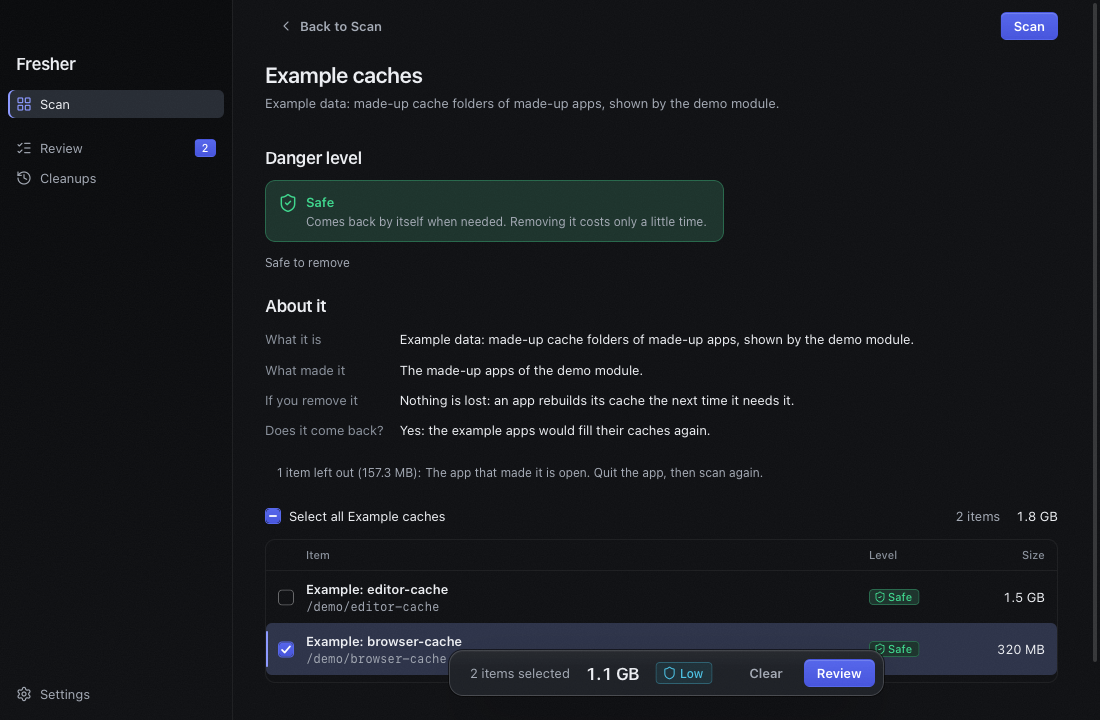 Back to Scan
Scan
Fresher
Scan
Review
2
Cleanups
Settings
Example caches
Example data: made-up cache folders of made-up apps, shown by the demo module.
Danger level
Safe
Comes back by itself when needed. Removing it costs only a little time.
Safe to remove
About it
What it is
Example data: made-up cache folders of made-up apps, shown by the demo module.
What made it
The made-up apps of the demo module.
If you remove it
Nothing is lost: an app rebuilds its cache the next time it needs it.
Does it come back?
Yes: the example apps would fill their caches again.
1 item left out (157.3 MB): The app that made it is open. Quit the app, then scan again.
Select all Example caches
2 items 1.8 GB
Item Level Size
Example: editor-cache
/demo/editor-cache
Safe
1.5 GB
Example: browser-cache
/demo/browser-cache
Safe
320 MB
2 items selected 1.1 GB Low Clear Review